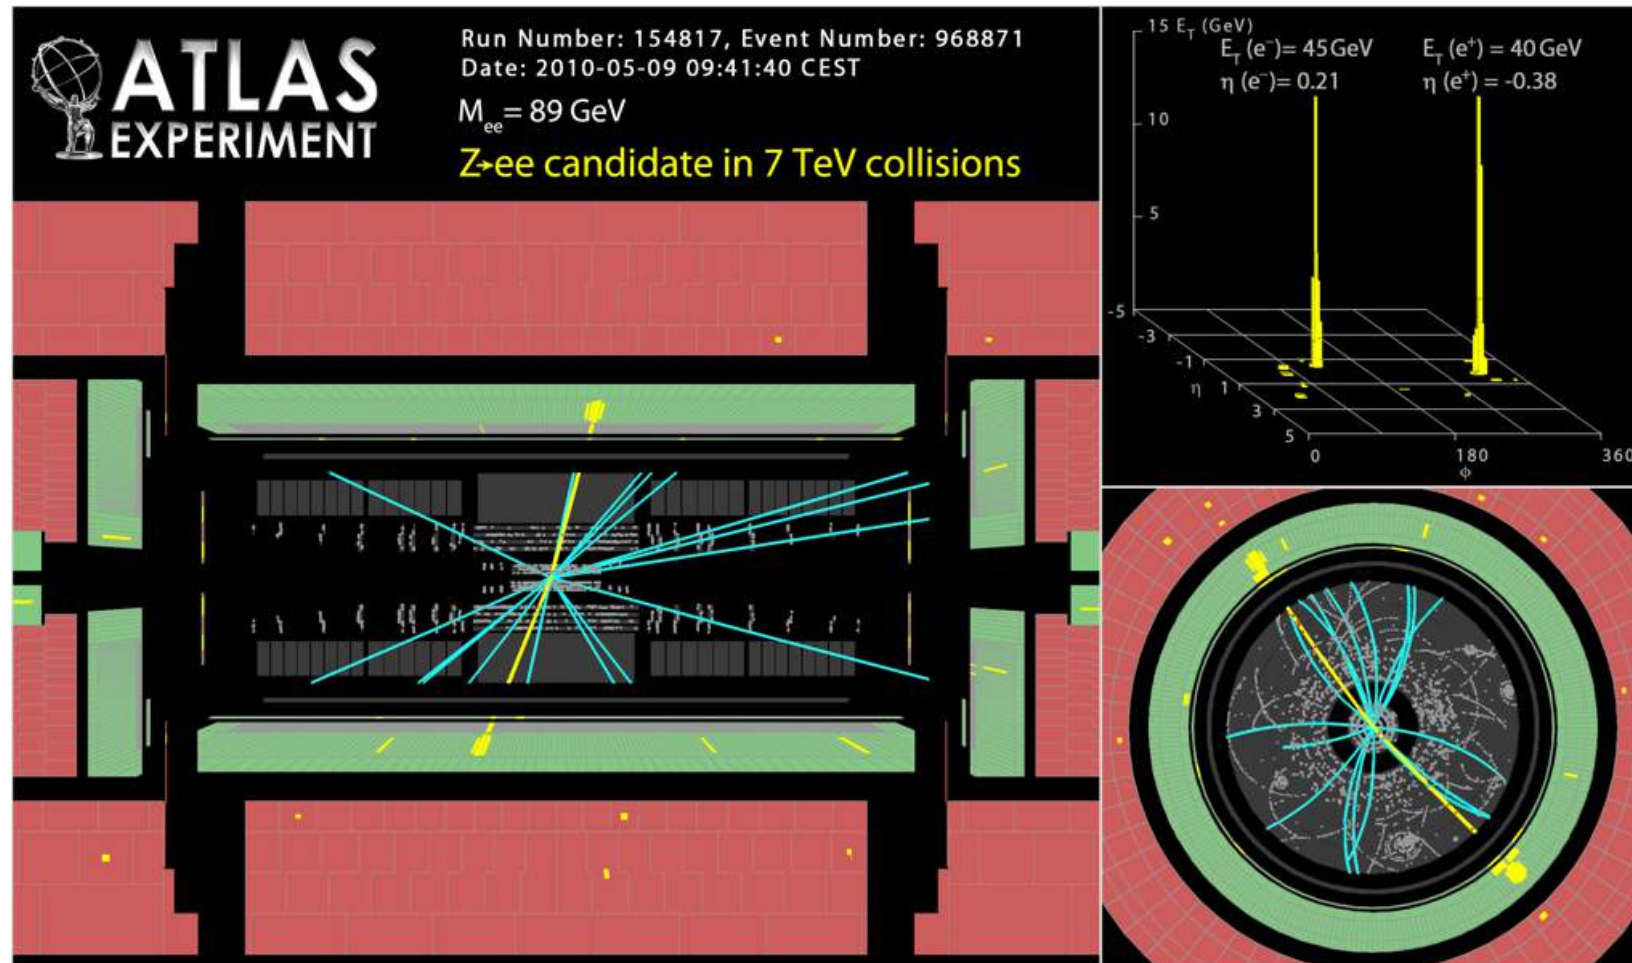 ATLAS
EXPERIMENT
Run Number: 154817, Event Number: 968871
Date: 2010-05-09 09:41:40 CEST
M_ee = 89 GeV
Z→ee candidate in 7 TeV collisions
15 E_T (GeV)
E_T (e⁻)= 45 GeV
η (e⁻)= 0.21
E_T (e⁺) = 40 GeV
η (e⁺) = -0.38
10
5
-5
-3
-1
η
1
3
5
0
180
360
ϕ